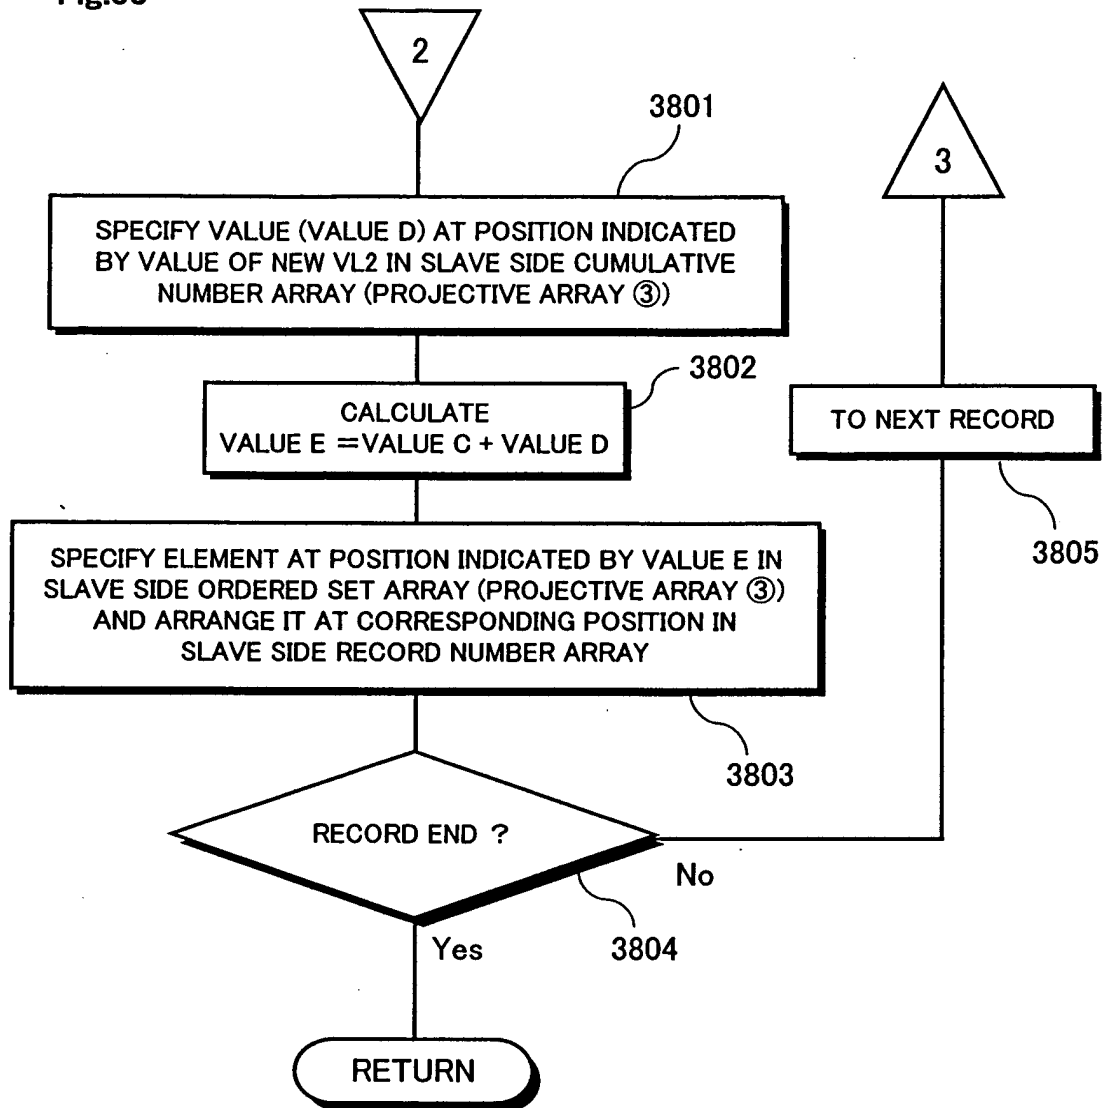 2
3801
3
SPECIFY VALUE (VALUE D) AT POSITION INDICATED
BY VALUE OF NEW VL2 IN SLAVE SIDE CUMULATIVE
NUMBER ARRAY (PROJECTIVE ARRAY ③)
3802
CALCULATE
VALUE E =VALUE C + VALUE D
TO NEXT RECORD
3805
SPECIFY ELEMENT AT POSITION INDICATED BY VALUE E IN
SLAVE SIDE ORDERED SET ARRAY (PROJECTIVE ARRAY ③)
AND ARRANGE IT AT CORRESPONDING POSITION IN
SLAVE SIDE RECORD NUMBER ARRAY
3803
RECORD END ?
No
3804
Yes
RETURN